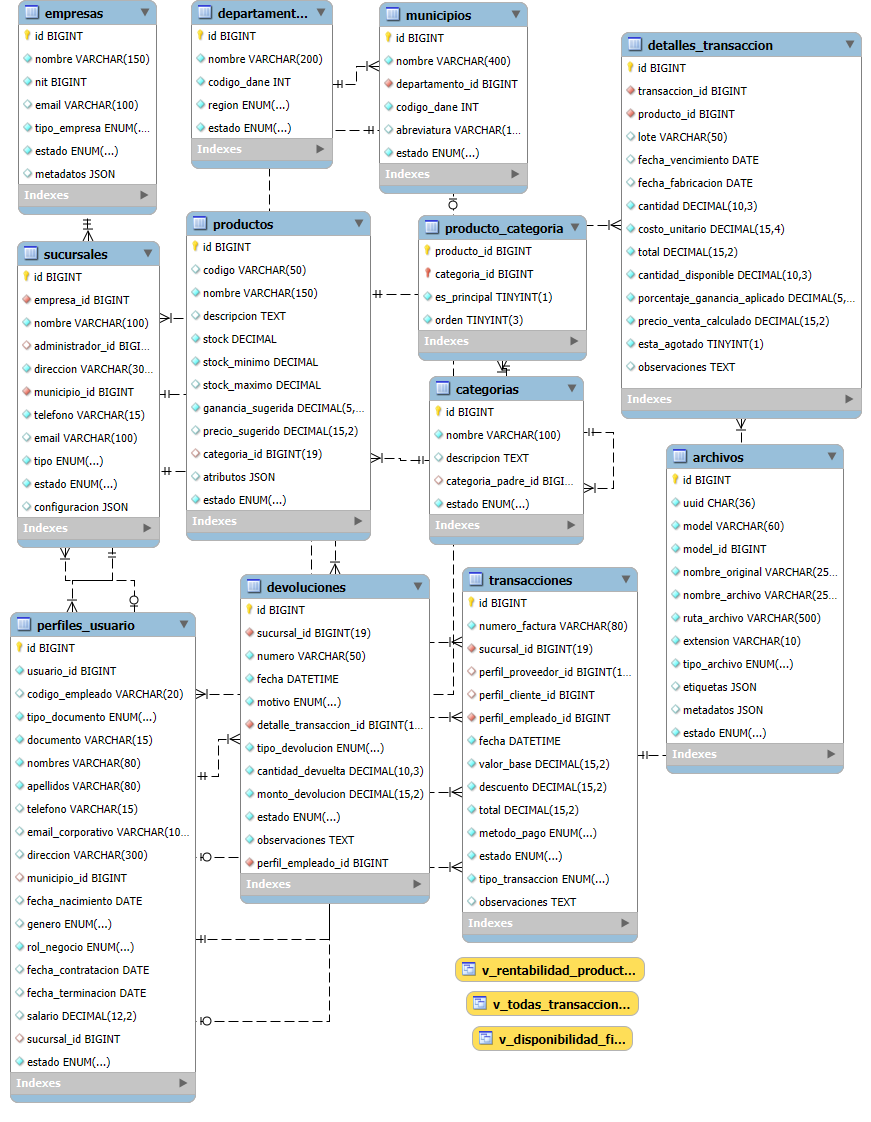 empresas
id BIGINT
nombre VARCHAR(150)
nit BIGINT
email VARCHAR(100)
tipo_empresa ENUM(....
estado ENUM(...)
metadatos JSON
Indexes
departament...
id BIGINT
nombre VARCHAR(200)
codigo_dane INT
region ENUM(...)
estado ENUM(...)
Indexes
municipios
id BIGINT
nombre VARCHAR(400)
departamento_id BIGINT
codigo_dane INT
abreviatura VARCHAR(1...
estado ENUM(...)
Indexes
detalles_transaccion
id BIGINT
transaccion_id BIGINT
producto_id BIGINT
lote VARCHAR(50)
fecha_vencimiento DATE
fecha_fabricacion DATE
cantidad DECIMAL(10,3)
costo_unitario DECIMAL(15,4)
total DECIMAL(15,2)
cantidad_disponible DECIMAL(10,3)
porcentaje_ganancia_aplicado DECIMAL(5,...
precio_venta_calculado DECIMAL(15,2)
esta_agotado TINYINT(1)
observaciones TEXT
Indexes
sucursales
id BIGINT
empresa_id BIGINT
nombre VARCHAR(100)
administrador_id BIGI...
direccion VARCHAR(30...
municipio_id BIGINT
telefono VARCHAR(15)
email VARCHAR(100)
tipo ENUM(...)
estado ENUM(...)
configuracion JSON
Indexes
productos
id BIGINT
codigo VARCHAR(50)
nombre VARCHAR(150)
descripcion TEXT
stock DECIMAL
stock_minimo DECIMAL
stock_maximo DECIMAL
ganancia_sugerida DECIMAL(5,...
precio_sugerido DECIMAL(15,2)
categoria_id BIGINT(19)
atributos JSON
estado ENUM(...)
Indexes
producto_categoria
producto_id BIGINT
categoria_id BIGINT
es_principal TINYINT(1)
orden TINYINT(3)
Indexes
categorias
id BIGINT
nombre VARCHAR(100)
descripcion TEXT
categoria_padre_id BIGI...
estado ENUM(...)
Indexes
archivos
id BIGINT
uuid CHAR(36)
model VARCHAR(60)
model_id BIGINT
nombre_original VARCHAR(25...
nombre_archivo VARCHAR(25...
ruta_archivo VARCHAR(500)
extension VARCHAR(10)
tipo_archivo ENUM(...)
etiquetas JSON
metadatos JSON
estado ENUM(...)
Indexes
perfiles_usuario
id BIGINT
usuario_id BIGINT
codigo_empleado VARCHAR(20)
tipo_documento ENUM(...)
documento VARCHAR(15)
nombres VARCHAR(80)
apellidos VARCHAR(80)
telefono VARCHAR(15)
email_corporativo VARCHAR(10...
direccion VARCHAR(300)
municipio_id BIGINT
fecha_nacimiento DATE
genero ENUM(...)
rol_negocio ENUM(...)
fecha_contratacion DATE
fecha_terminacion DATE
salario DECIMAL(12,2)
sucursal_id BIGINT
estado ENUM(...)
Indexes
devoluciones
id BIGINT
sucursal_id BIGINT(19)
numero VARCHAR(50)
fecha DATETIME
motivo ENUM(...)
detalle_transaccion_id BIGINT(1...
tipo_devolucion ENUM(...)
cantidad_devuelta DECIMAL(10,3)
monto_devolucion DECIMAL(15,2)
estado ENUM(...)
observaciones TEXT
perfil_empleado_id BIGINT
Indexes
transacciones
id BIGINT
numero_factura VARCHAR(80)
sucursal_id BIGINT(19)
perfil_proveedor_id BIGINT(1...
perfil_cliente_id BIGINT
perfil_empleado_id BIGINT
fecha DATETIME
valor_base DECIMAL(15,2)
descuento DECIMAL(15,2)
total DECIMAL(15,2)
metodo_pago ENUM(...)
estado ENUM(...)
tipo_transaccion ENUM(...)
observaciones TEXT
Indexes
v_rentabilidad_product...
v_todas_transaccion...
v_disponibilidad_fi...